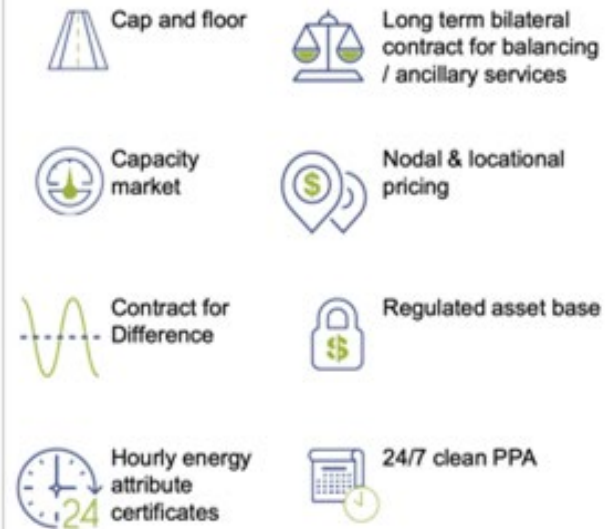 Cap and floor
Long term bilateral
contract for balancing
/ ancillary services
Capacity
market
$
Nodal & locational
pricing
Contract for
Difference
$
Regulated asset base
24
Hourly energy
attribute
certificates
24/7 clean PPA